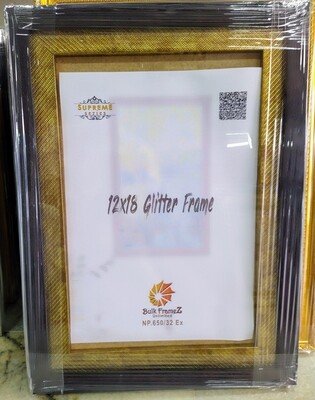 SUPREME
12x18 Glitter Frame
Bulk FrameZ
NP.650/32 Ex